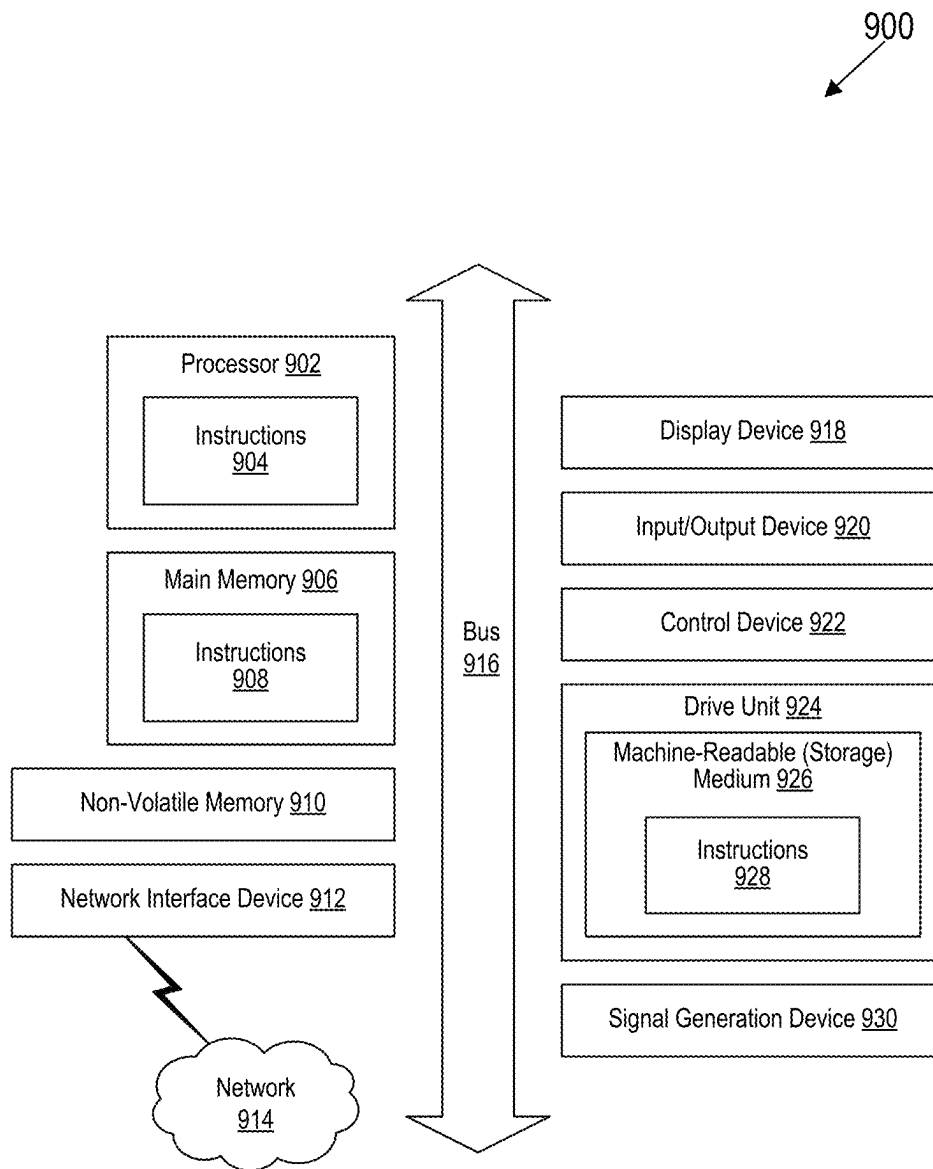 900
Processor 902
Instructions
904
Main Memory 906
Instructions
908
Non-Volatile Memory 910
Network Interface Device 912
Network
914
Bus
916
Display Device 918
Input/Output Device 920
Control Device 922
Drive Unit 924
Machine-Readable (Storage)
Medium 926
Instructions
928
Signal Generation Device 930